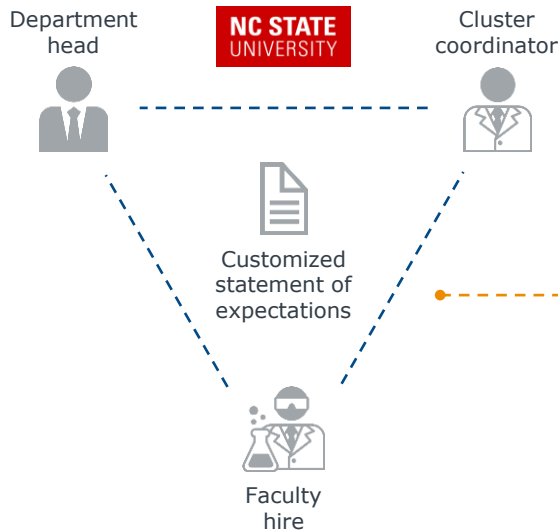 Department
head
NC STATE
UNIVERSITY
Cluster
coordinator
Customized
statement of
expectations
Faculty
hire